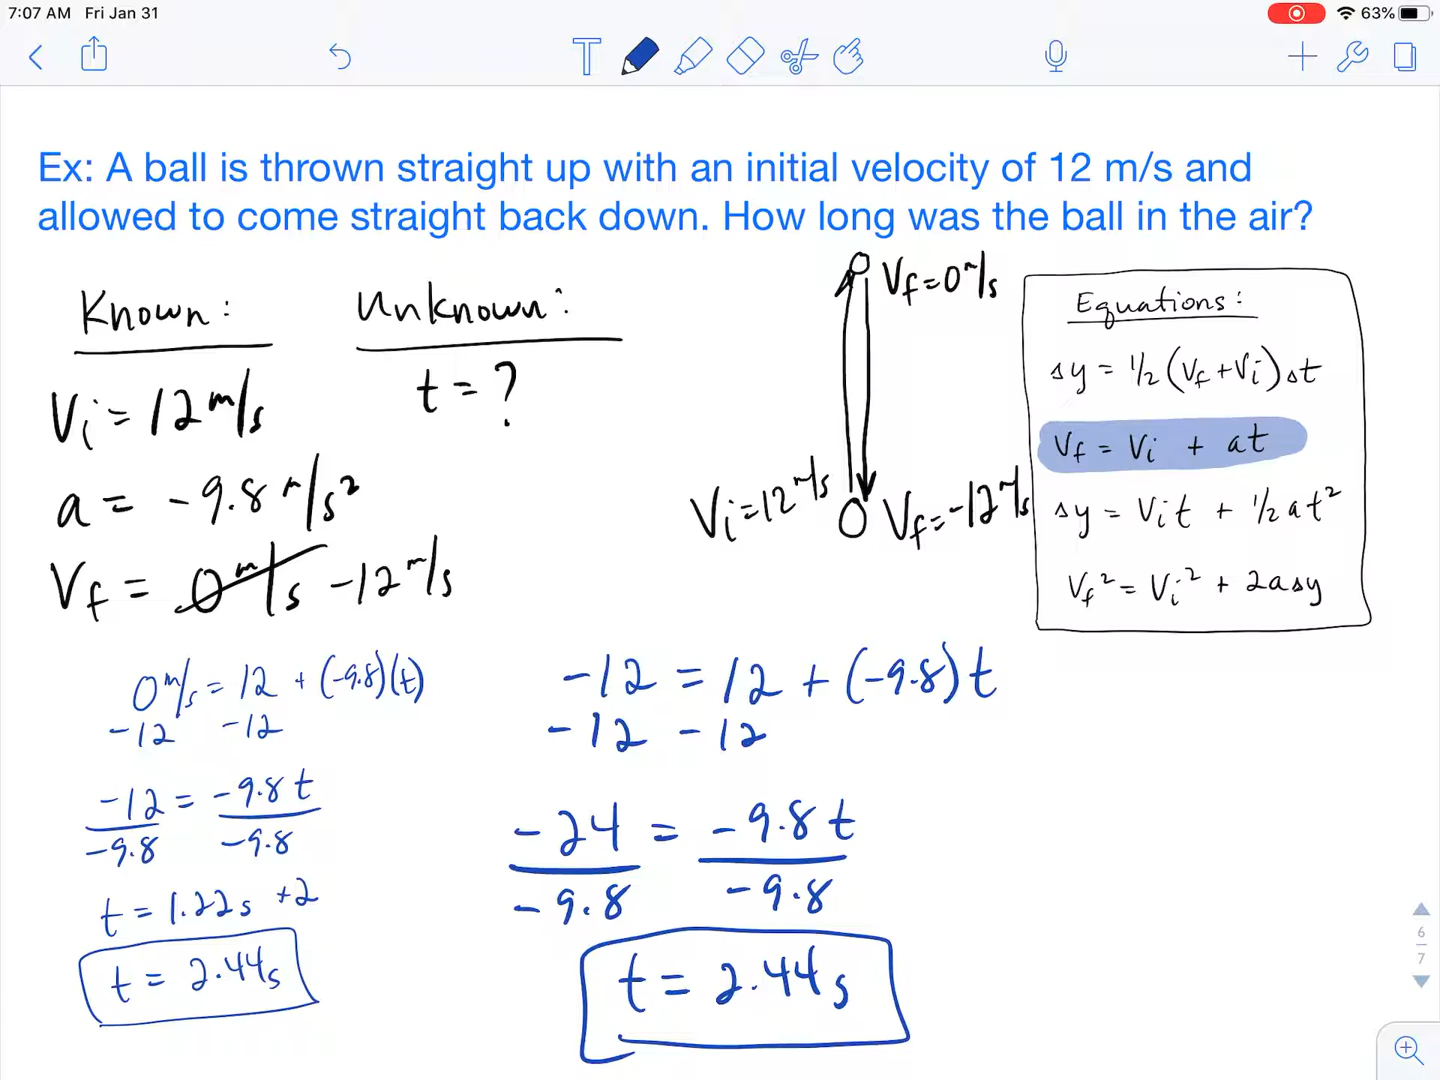 7:07 AM Fri Jan 31
63%
T
Ex: A ball is thrown straight up with an initial velocity of 12 m/s and
allowed to come straight back down. How long was the ball in the air?
Known:
Vi = 12 m/s
a = -9.8 m/s²
Vf = 0 m/s -12 m/s
Unknown:
t = ?
Vf = 0 m/s
Vi = 12 m/s
Vf = -12 m/s
Equations:
Δy = 1/2 (Vf + Vi) Δt
Vf = Vi + at
Δy = Vi t + 1/2 at²
Vf² = Vi² + 2aΔy
0 m/s = 12 + (-9.8)(t)
-12 -12
-12 = -9.8 t
-9.8 -9.8
t = 1.22 s +2
t = 2.44 s
-12 = 12 + (-9.8) t
-12 -12
-24 = -9.8 t
-9.8 -9.8
t = 2.44 s
6
7